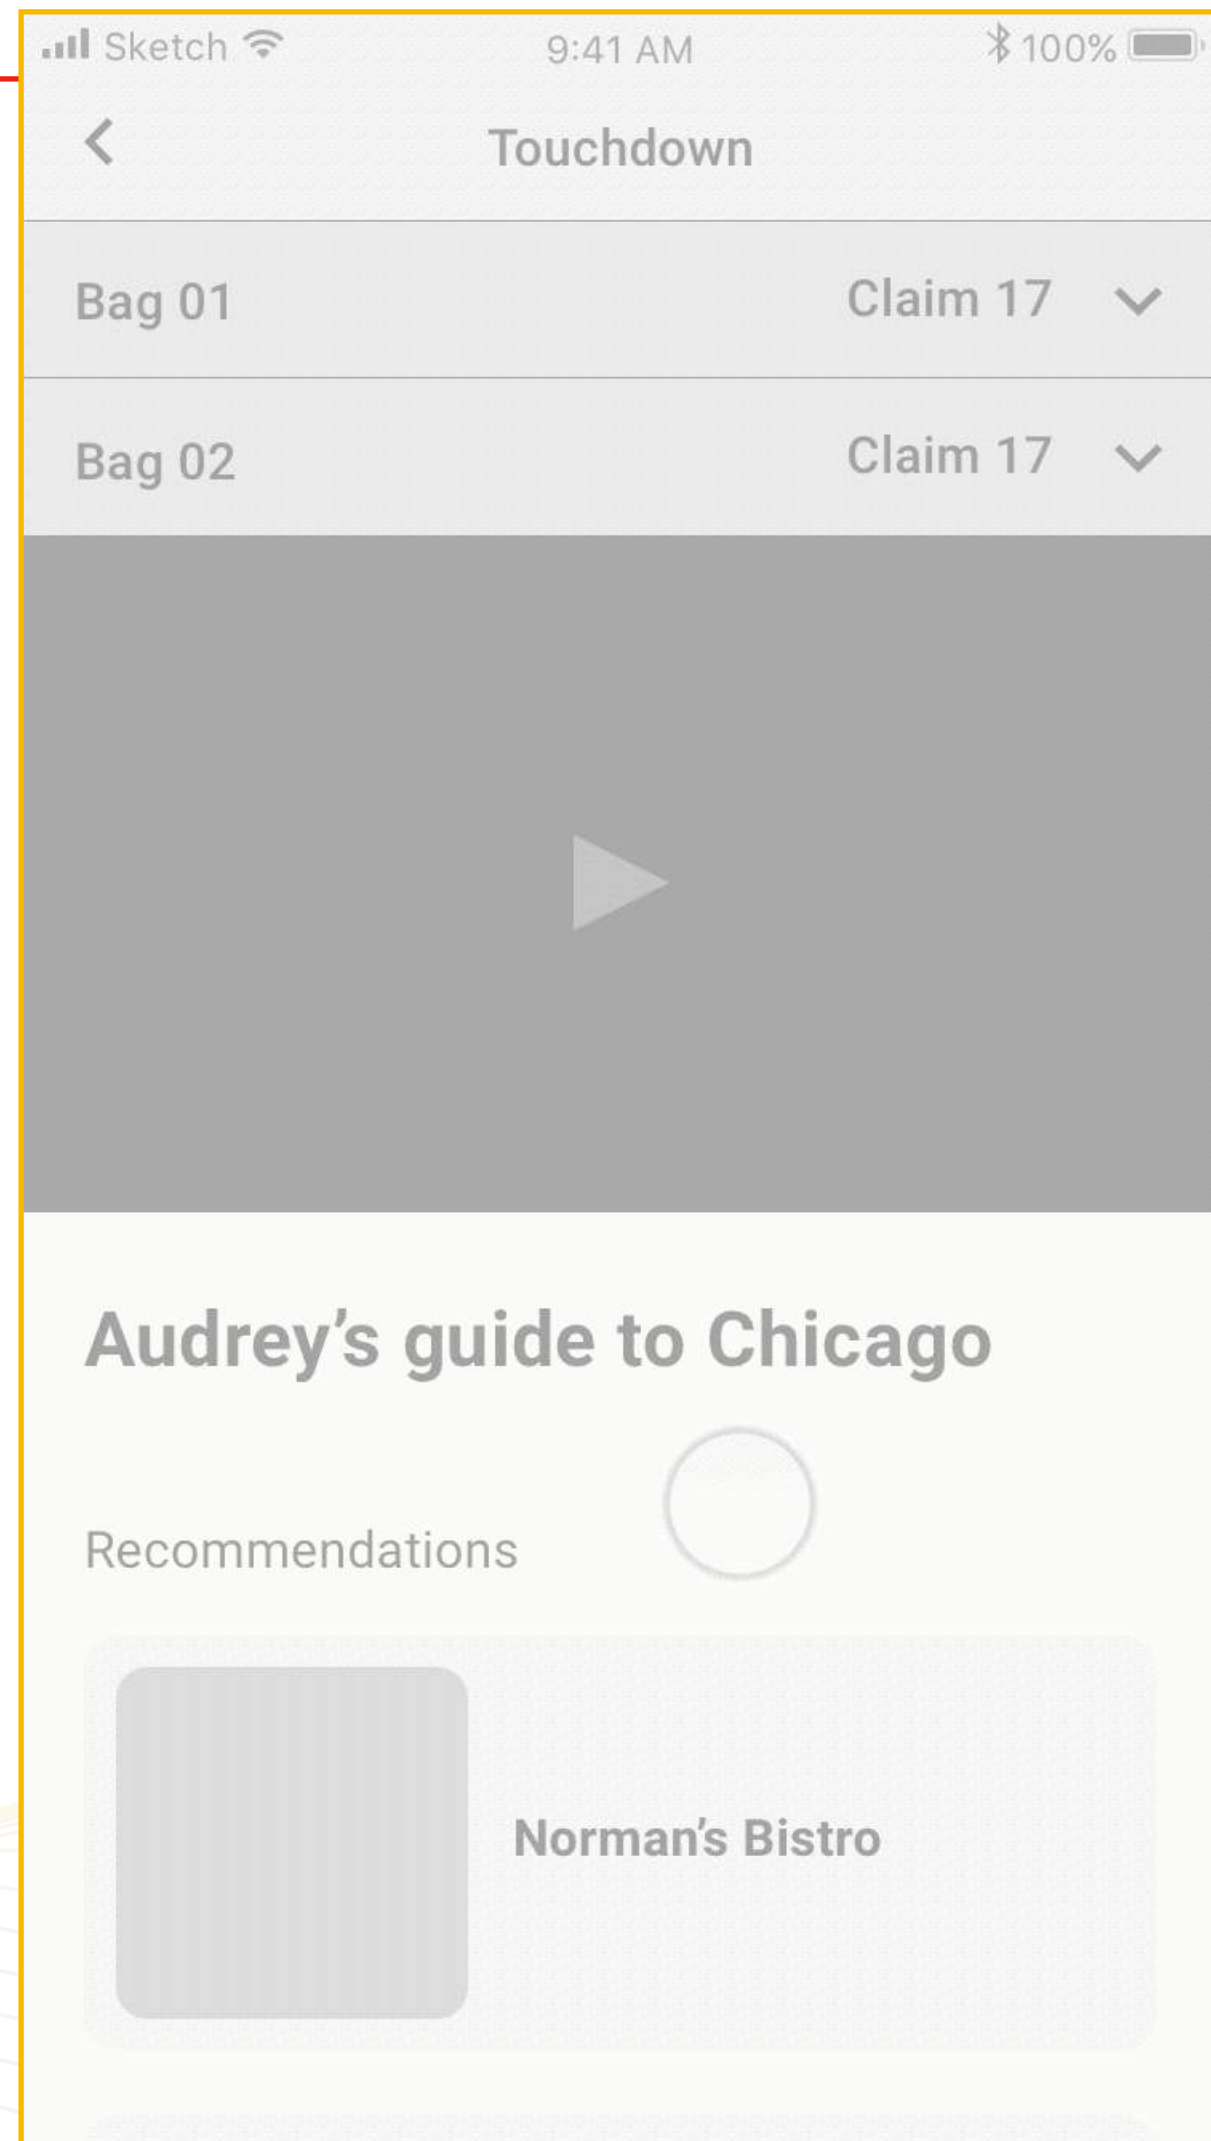 Sketch 9:41 AM 100%
Touchdown
Bag 01 Claim 17
Bag 02 Claim 17
Audrey’s guide to Chicago
Recommendations
Norman’s Bistro